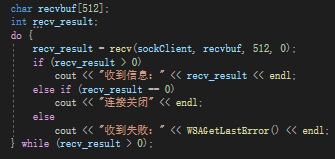 char recvbuf[512];
int recv_result;
do {
recv_result = recv(sockClient, recvbuf, 512, 0);
if (recv_result > 0)
cout << "收到信息：" << recv_result << endl;
else if (recv_result == 0)
cout << "连接关闭" << endl;
else
cout << "收到失败：" << WSAGetLastError() << endl;
} while (recv_result > 0);